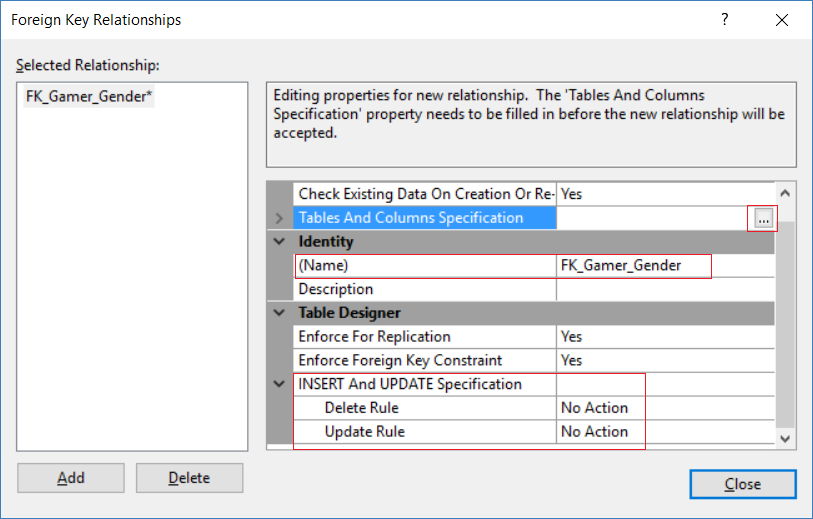 Foreign Key Relationships
?
Selected Relationship:
FK_Gamer_Gender*
Editing properties for new relationship. The 'Tables And Columns
Specification' property needs to be filled in before the new relationship will be
accepted.
Check Existing Data On Creation Or Re- Yes
Tables And Columns Specification ...
Identity
(Name) FK_Gamer_Gender
Description
Table Designer
Enforce For Replication Yes
Enforce Foreign Key Constraint Yes
INSERT And UPDATE Specification
Delete Rule No Action
Update Rule No Action
Add Delete
Close